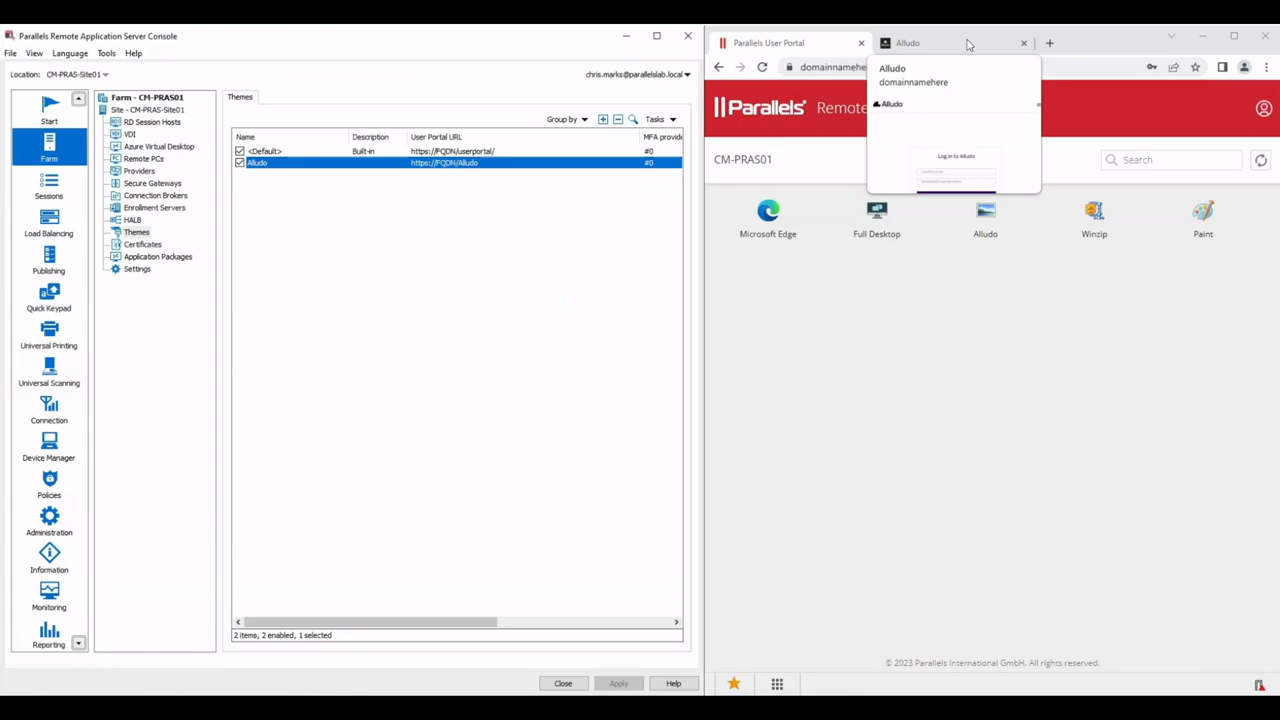 Parallels Remote Application Server Console
File View Language Tools Help
Location: CM-PRAS-Site01
chris.marks@parallelslab.local
Start
Farm
Sessions
Load Balancing
Publishing
Quick Keypad
Universal Printing
Universal Scanning
Connection
Device Manager
Policies
Administration
Information
Monitoring
Reporting
Farm - CM-PRAS01
Site - CM-PRAS-Site01
RD Session Hosts
VDI
Azure Virtual Desktop
Remote PCs
Providers
Secure Gateways
Connection Brokers
Enrollment Servers
HALB
Themes
Certificates
Application Packages
Settings
Themes
Group by Tasks
Name Description User Portal URL MFA provide
<Default> Built-in https://FQDN/userportal/ #0
Alludo https://FQDN/Alludo #0
2 items, 2 enabled, 1 selected
Close Apply Help
Parallels User Portal
Alludo
domainnamehe
Alludo
domainnamehere
Alludo
Log in to Alludo
Parallels Remote
CM-PRAS01
Search
Microsoft Edge
Full Desktop
Alludo
Winzip
Paint
© 2023 Parallels International GmbH. All rights reserved.